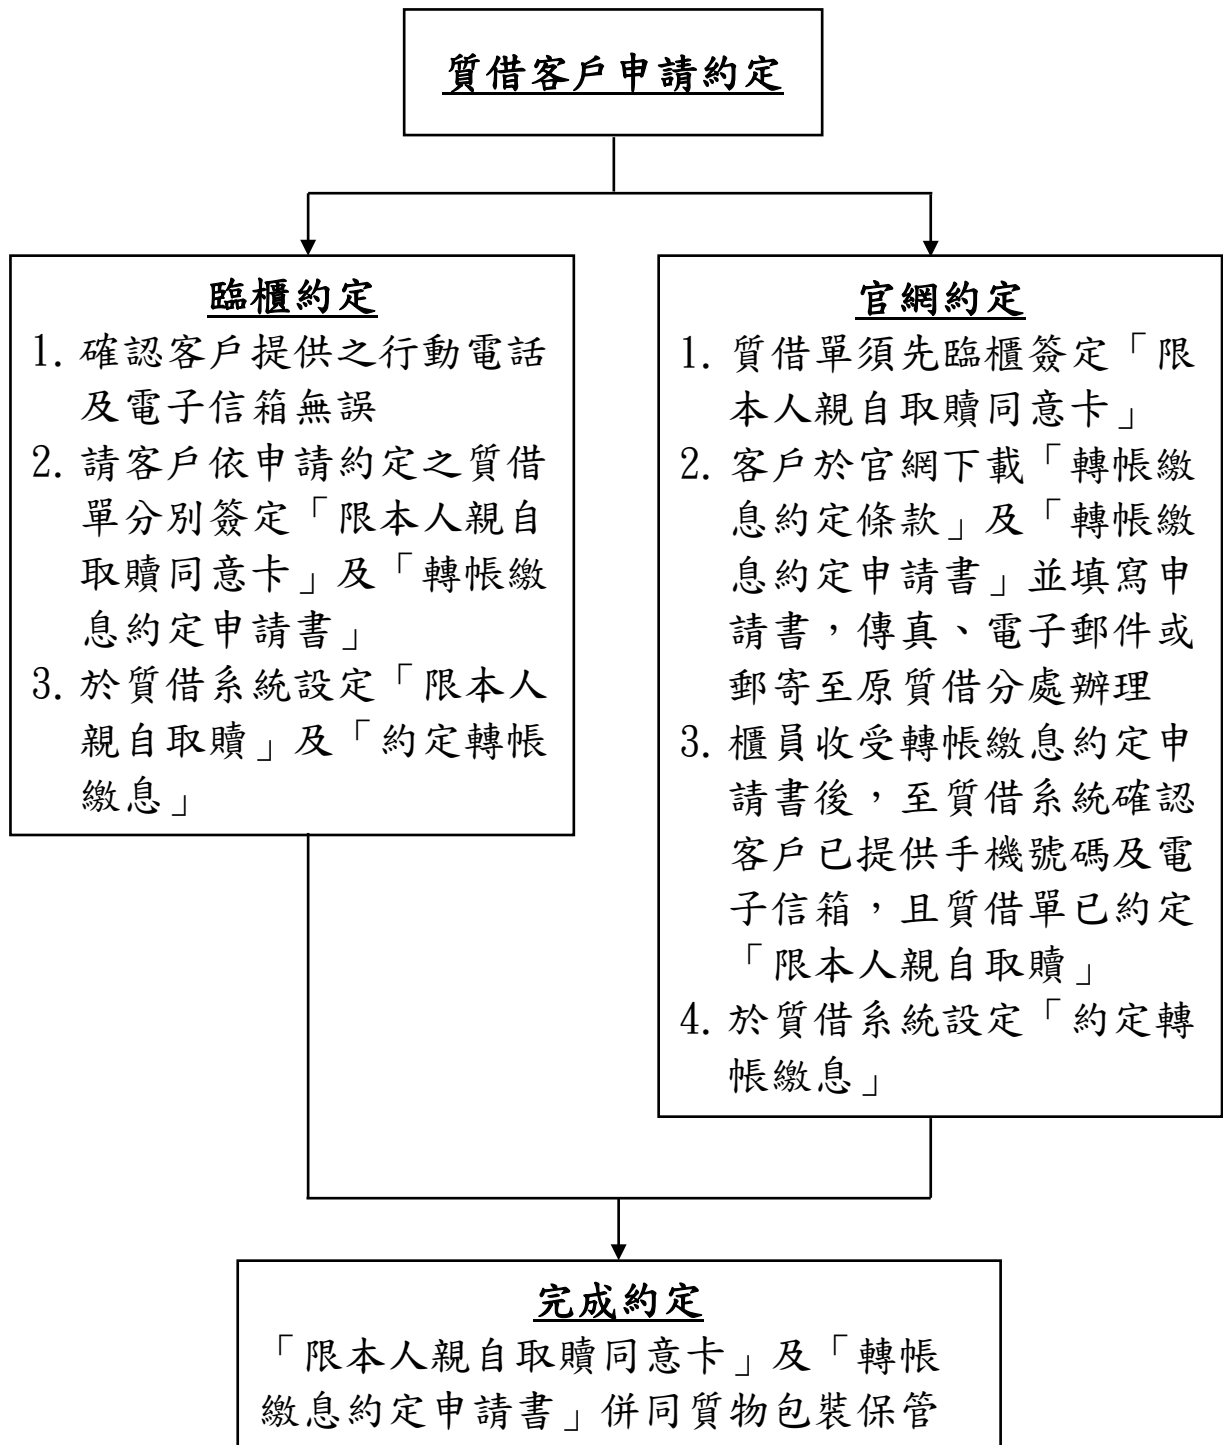 質借客戶申請約定
臨櫃約定
1. 確認客戶提供之行動電話
及電子信箱無誤
2. 請客戶依申請約定之質借
單分別簽定「限本人親自
取贖同意卡」及「轉帳繳
息約定申請書」
3. 於質借系統設定「限本人
親自取贖」及「約定轉帳
繳息」
官網約定
1. 質借單須先臨櫃簽定「限
本人親自取贖同意卡」
2. 客戶於官網下載「轉帳繳
息約定條款」及「轉帳繳
息約定申請書」並填寫申
請書，傳真、電子郵件或
郵寄至原質借分處辦理
3. 櫃員收受轉帳繳息約定申
請書後，至質借系統確認
客戶已提供手機號碼及電
子信箱，且質借單已約定
「限本人親自取贖」
4. 於質借系統設定「約定轉
帳繳息」
完成約定
「限本人親自取贖同意卡」及「轉帳
繳息約定申請書」併同質物包裝保管